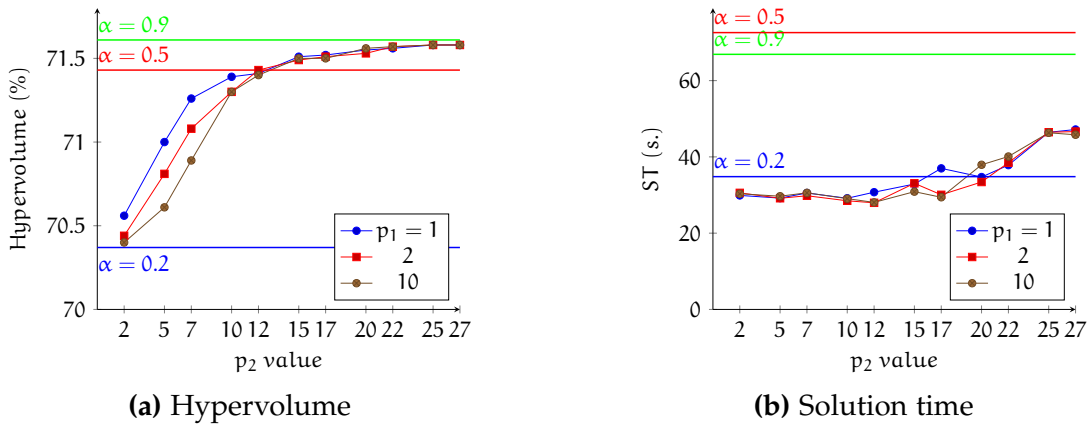 α = 0.9
71.5
α = 0.5
71
70.5
α = 0.2
70
Hypervolume (%)
p₁ = 1
2
10
2 5 7 10 12 15 17 20 22 25 27
p₂ value
(a) Hypervolume
α = 0.5
α = 0.9
60
40
α = 0.2
20
0
ST (s.)
p₁ = 1
2
10
2 5 7 10 12 15 17 20 22 25 27
p₂ value
(b) Solution time